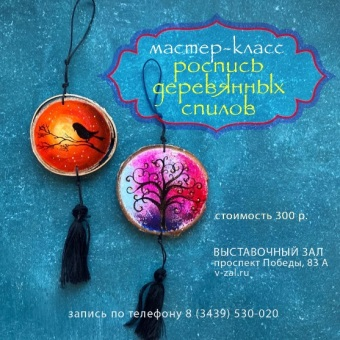 мастер-класс
роспись
деревянных
спилов
стоимость 300 р.
ВЫСТАВОЧНЫЙ ЗАЛ
проспект Победы, 83 А
v-zal.ru
запись по телефону 8 (3439) 530-020